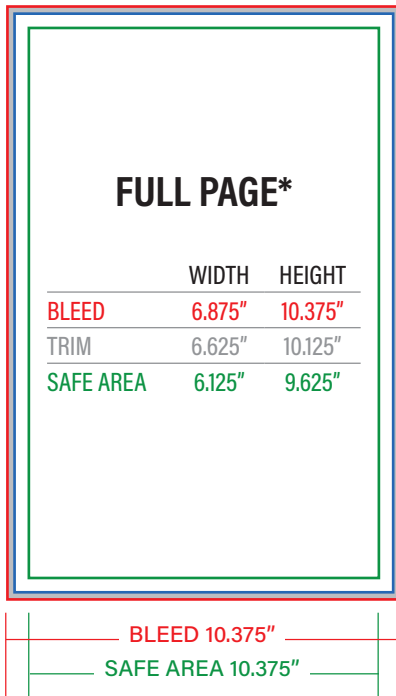 FULL PAGE*
WIDTH HEIGHT
BLEED 6.875" 10.375"
TRIM 6.625" 10.125"
SAFE AREA 6.125" 9.625"
BLEED 10.375"
SAFE AREA 10.375"